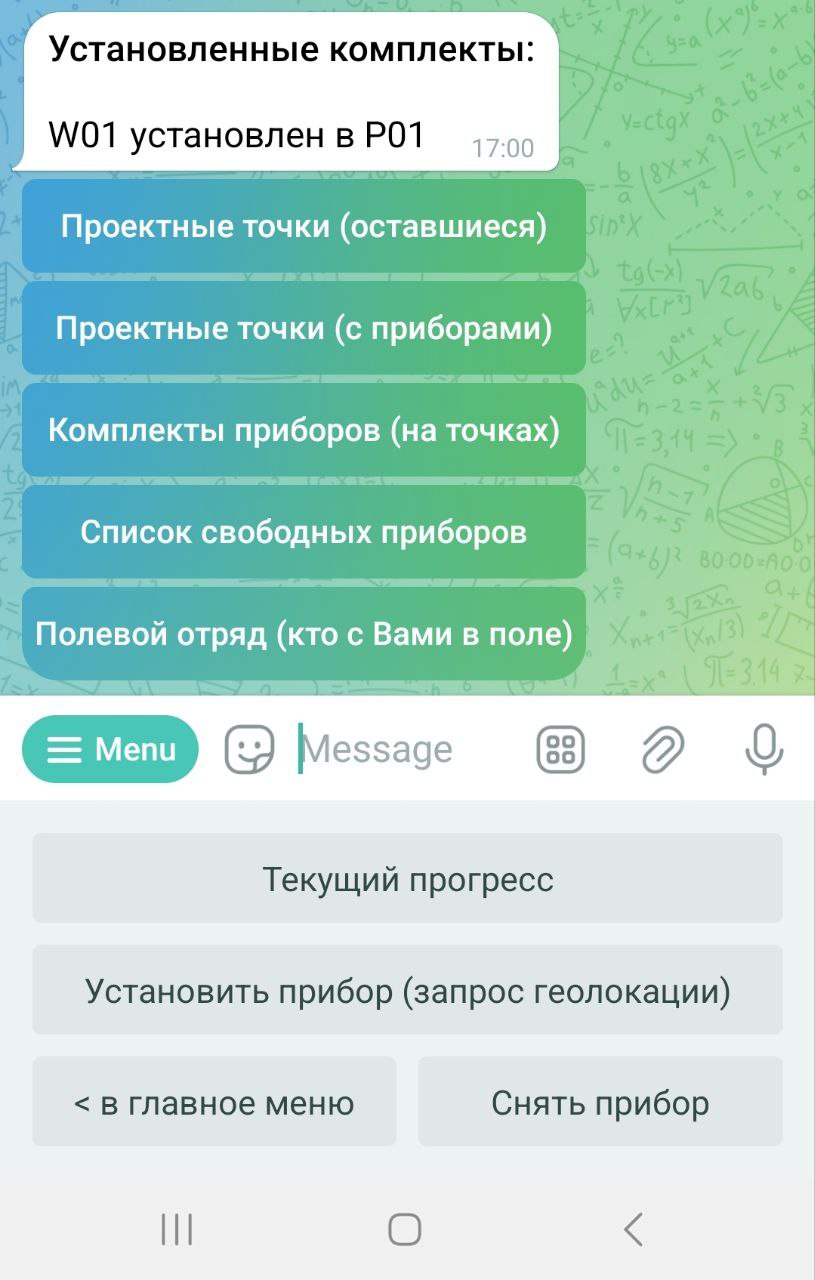 Установленные комплекты:
W01 установлен в P01
17:00
Проектные точки (оставшиеся)
Проектные точки (с приборами)
Комплекты приборов (на точках)
Список свободных приборов
Полевой отряд (кто с Вами в поле)
Menu
Message
Текущий прогресс
Установить прибор (запрос геолокации)
< в главное меню
Снять прибор